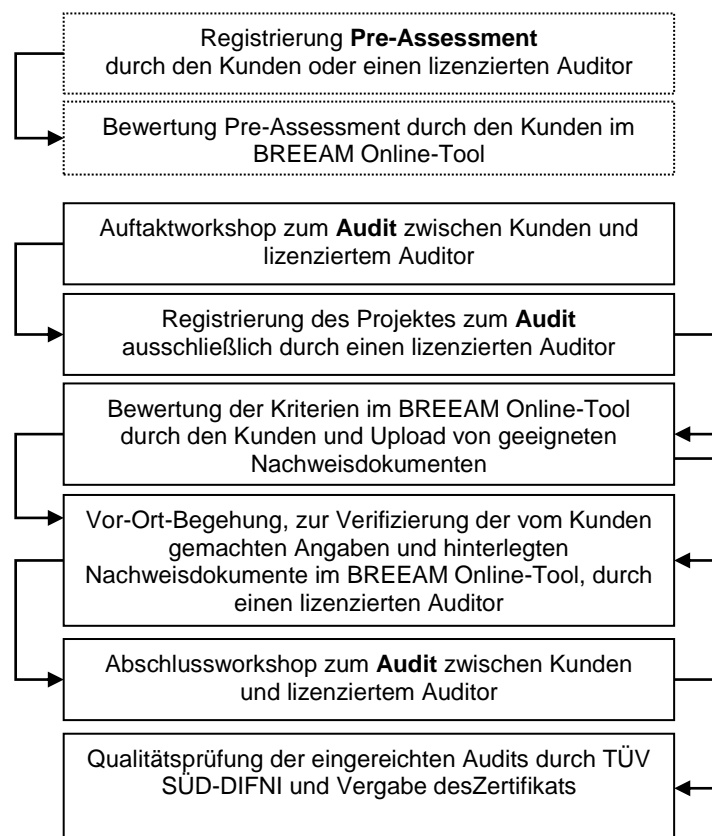 Registrierung Pre-Assessment
durch den Kunden oder einen lizenzierten Auditor
Bewertung Pre-Assessment durch den Kunden im
BREEAM Online-Tool
Auftaktworkshop zum Audit zwischen Kunden und
lizenziertem Auditor
Registrierung des Projektes zum Audit
ausschließlich durch einen lizenzierten Auditor
Bewertung der Kriterien im BREEAM Online-Tool
durch den Kunden und Upload von geeigneten
Nachweisdokumenten
Vor-Ort-Begehung, zur Verifizierung der vom Kunden
gemachten Angaben und hinterlegten
Nachweisdokumente im BREEAM Online-Tool, durch
einen lizenzierten Auditor
Abschlussworkshop zum Audit zwischen Kunden
und lizenziertem Auditor
Qualitätsprüfung der eingereichten Audits durch TÜV
SÜD-DIFNI und Vergabe desZertifikats